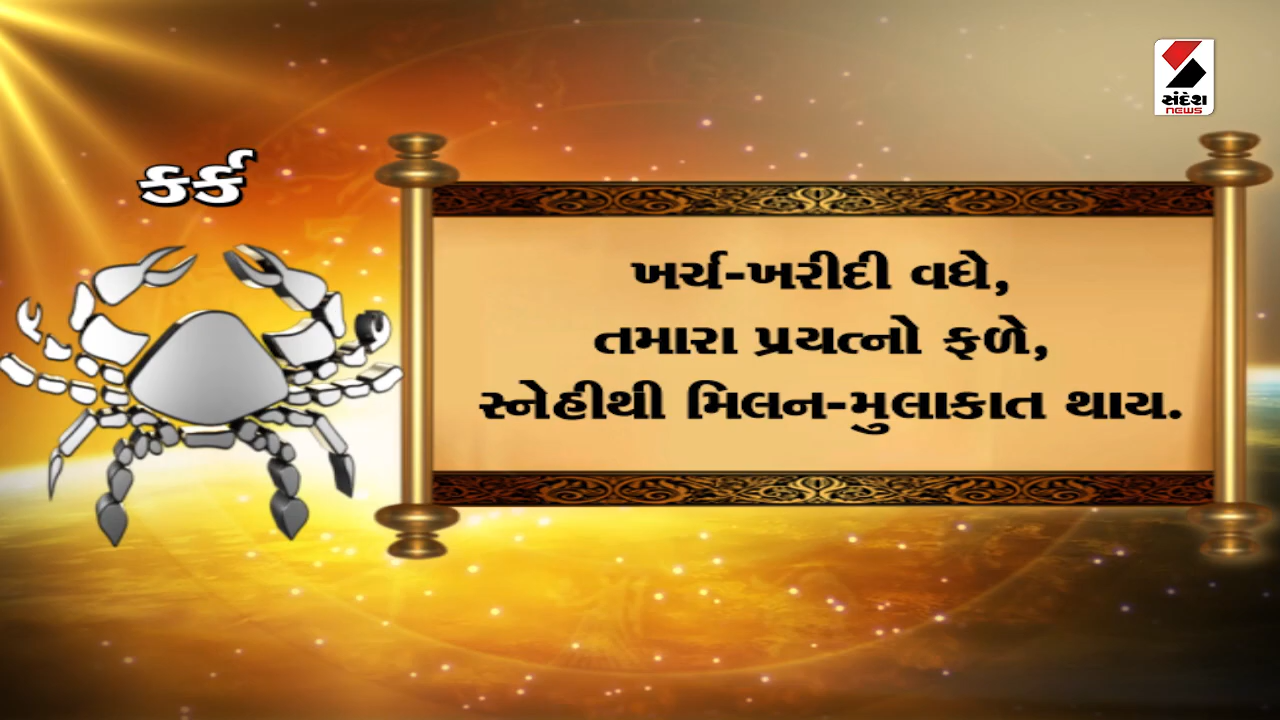 સંદેશ
NEWS
કર્ક
ખર્ચ-ખરીદી વધે,
તમારા પ્રયત્નો ફળે,
સ્નેહીથી મિલન-મુલાકાત થાય.